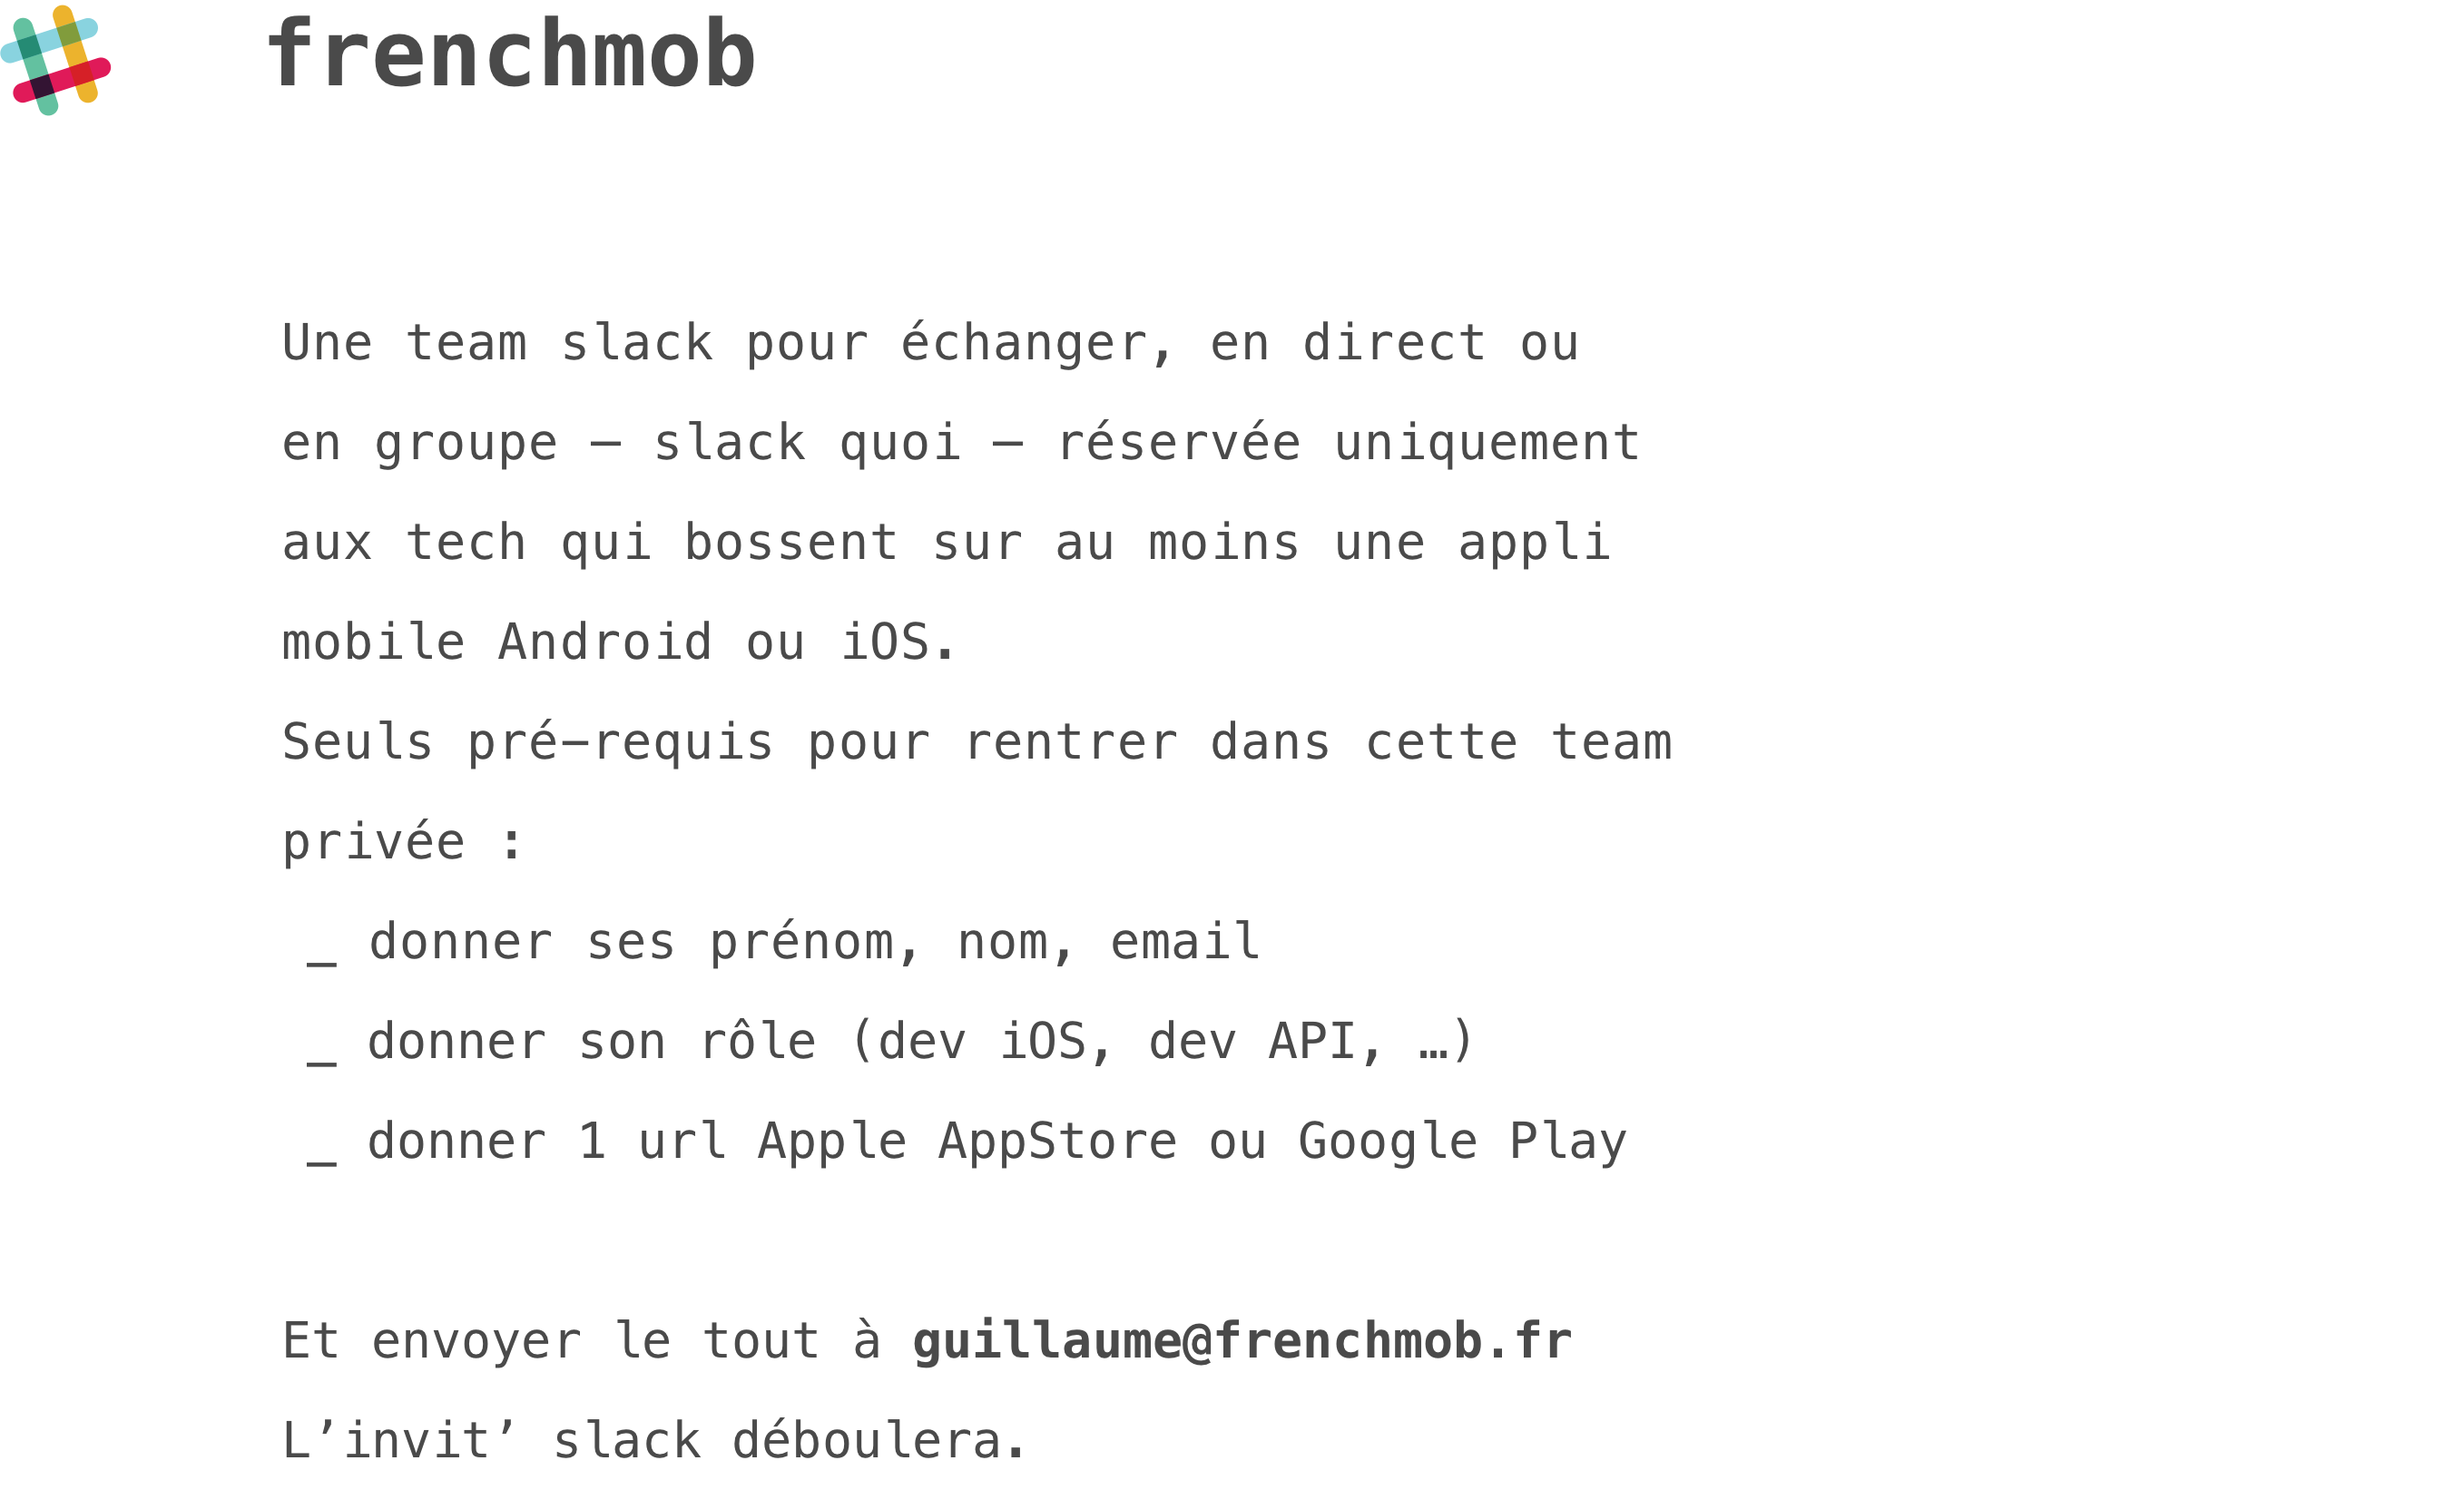 frenchmob
Une team slack pour échanger, en direct ou
en groupe – slack quoi – réservée uniquement
aux tech qui bossent sur au moins une appli
mobile Android ou iOS.
Seuls pré-requis pour rentrer dans cette team
privée :
_ donner ses prénom, nom, email
_ donner son rôle (dev iOS, dev API, …)
_ donner 1 url Apple AppStore ou Google Play
Et envoyer le tout à guillaume@frenchmob.fr
L’invit’ slack déboulera.